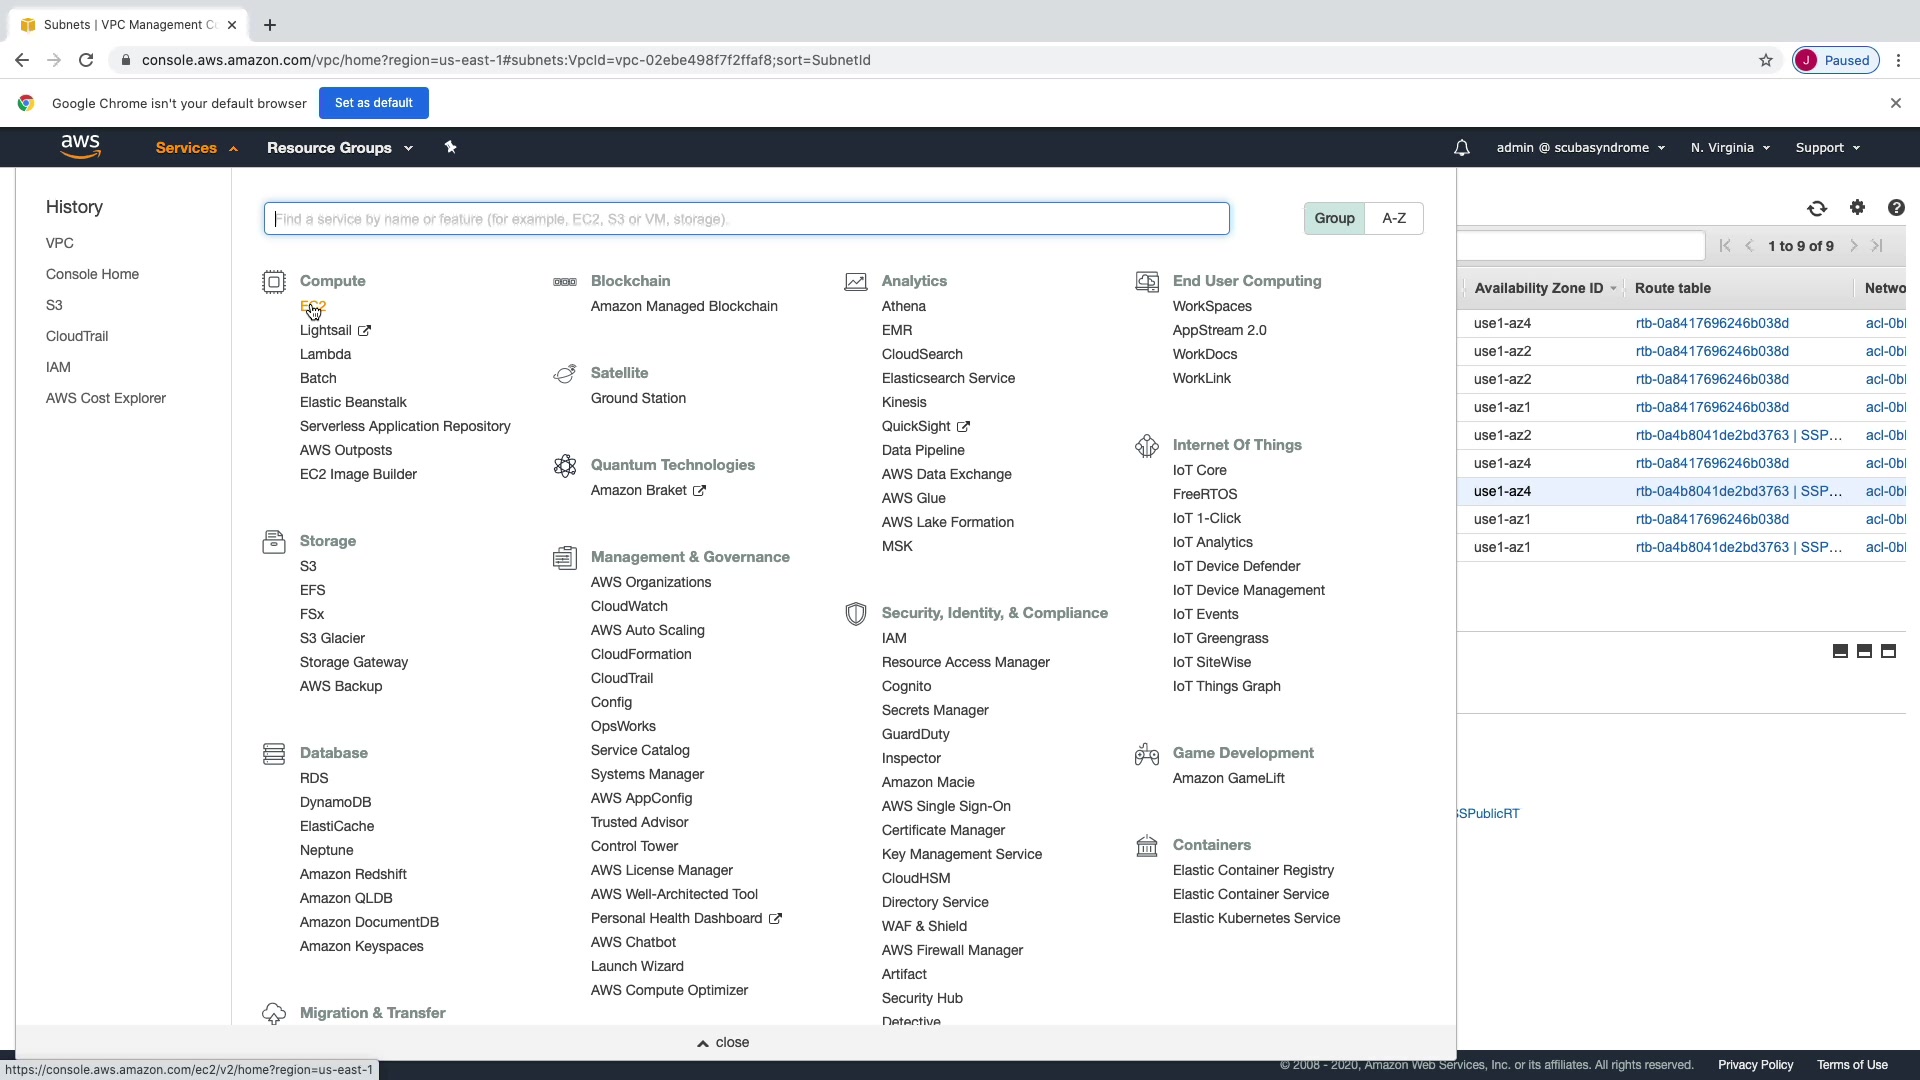 Subnets | VPC Management C
console.aws.amazon.com/vpc/home?region=us-east-1#subnets:VpcId=vpc-02ebe498f7f2ffaf8;sort=SubnetId
J
Paused
Google Chrome isn't your default browser
Set as default
aws
Services
Resource Groups
admin @ scubasyndrome
N. Virginia
Support
History
VPC
Console Home
S3
CloudTrail
IAM
AWS Cost Explorer
Find a service by name or feature (for example, EC2, S3 or VM, storage).
Group
A-Z
Compute
EC2
Lightsail
Lambda
Batch
Elastic Beanstalk
Serverless Application Repository
AWS Outposts
EC2 Image Builder
Storage
S3
EFS
FSx
S3 Glacier
Storage Gateway
AWS Backup
Database
RDS
DynamoDB
ElastiCache
Neptune
Amazon Redshift
Amazon QLDB
Amazon DocumentDB
Amazon Keyspaces
Migration & Transfer
Blockchain
Amazon Managed Blockchain
Satellite
Ground Station
Quantum Technologies
Amazon Braket
Management & Governance
AWS Organizations
CloudWatch
AWS Auto Scaling
CloudFormation
CloudTrail
Config
OpsWorks
Service Catalog
Systems Manager
AWS AppConfig
Trusted Advisor
Control Tower
AWS License Manager
AWS Well-Architected Tool
Personal Health Dashboard
AWS Chatbot
Launch Wizard
AWS Compute Optimizer
Analytics
Athena
EMR
CloudSearch
Elasticsearch Service
Kinesis
QuickSight
Data Pipeline
AWS Data Exchange
AWS Glue
AWS Lake Formation
MSK
Security, Identity, & Compliance
IAM
Resource Access Manager
Cognito
Secrets Manager
GuardDuty
Inspector
Amazon Macie
AWS Single Sign-On
Certificate Manager
Key Management Service
CloudHSM
Directory Service
WAF & Shield
AWS Firewall Manager
Artifact
Security Hub
Detective
End User Computing
WorkSpaces
AppStream 2.0
WorkDocs
WorkLink
Internet Of Things
IoT Core
FreeRTOS
IoT 1-Click
IoT Analytics
IoT Device Defender
IoT Device Management
IoT Events
IoT Greengrass
IoT SiteWise
IoT Things Graph
Game Development
Amazon GameLift
Containers
Elastic Container Registry
Elastic Container Service
Elastic Kubernetes Service
close
1 to 9 of 9
Availability Zone ID Route table Netwo
use1-az4 rtb-0a8417696246b038d acl-0bl
use1-az2 rtb-0a8417696246b038d acl-0bl
use1-az2 rtb-0a8417696246b038d acl-0bl
use1-az1 rtb-0a8417696246b038d acl-0bl
use1-az2 rtb-0a4b8041de2bd3763 | SSP... acl-0bl
use1-az4 rtb-0a8417696246b038d acl-0bl
use1-az4 rtb-0a4b8041de2bd3763 | SSP... acl-0bl
use1-az1 rtb-0a8417696246b038d acl-0bl
use1-az1 rtb-0a4b8041de2bd3763 | SSP... acl-0bl
SSPublicRT
https://console.aws.amazon.com/ec2/v2/home?region=us-east-1
© 2008 - 2020, Amazon Web Services, Inc. or its affiliates. All rights reserved.
Privacy Policy
Terms of Use